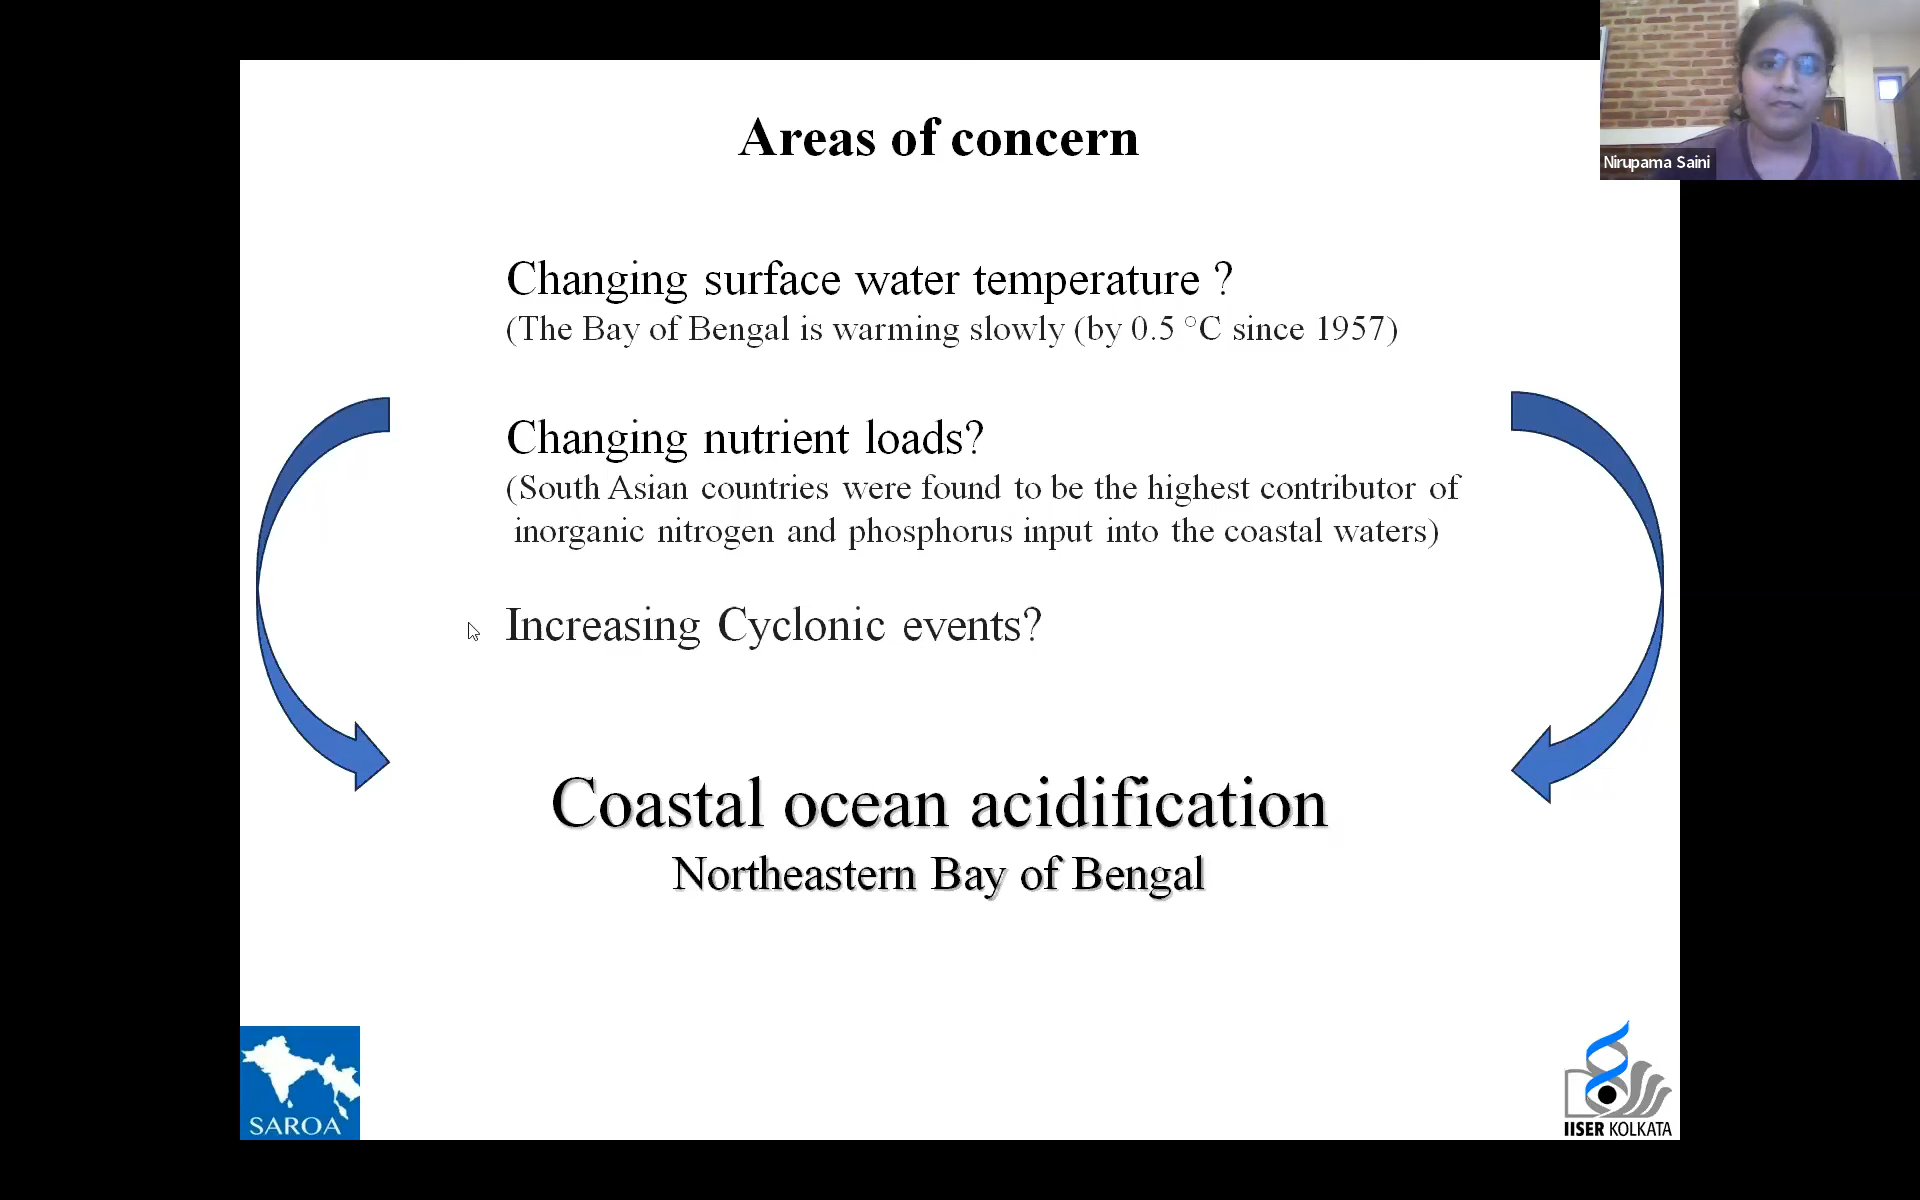 Areas of concern
Nirupama Saini
Changing surface water temperature ?
(The Bay of Bengal is warming slowly (by 0.5 °C since 1957)
Changing nutrient loads?
(South Asian countries were found to be the highest contributor of
inorganic nitrogen and phosphorus input into the coastal waters)
Increasing Cyclonic events?
Coastal ocean acidification
Northeastern Bay of Bengal
SAROA
IISER KOLKATA